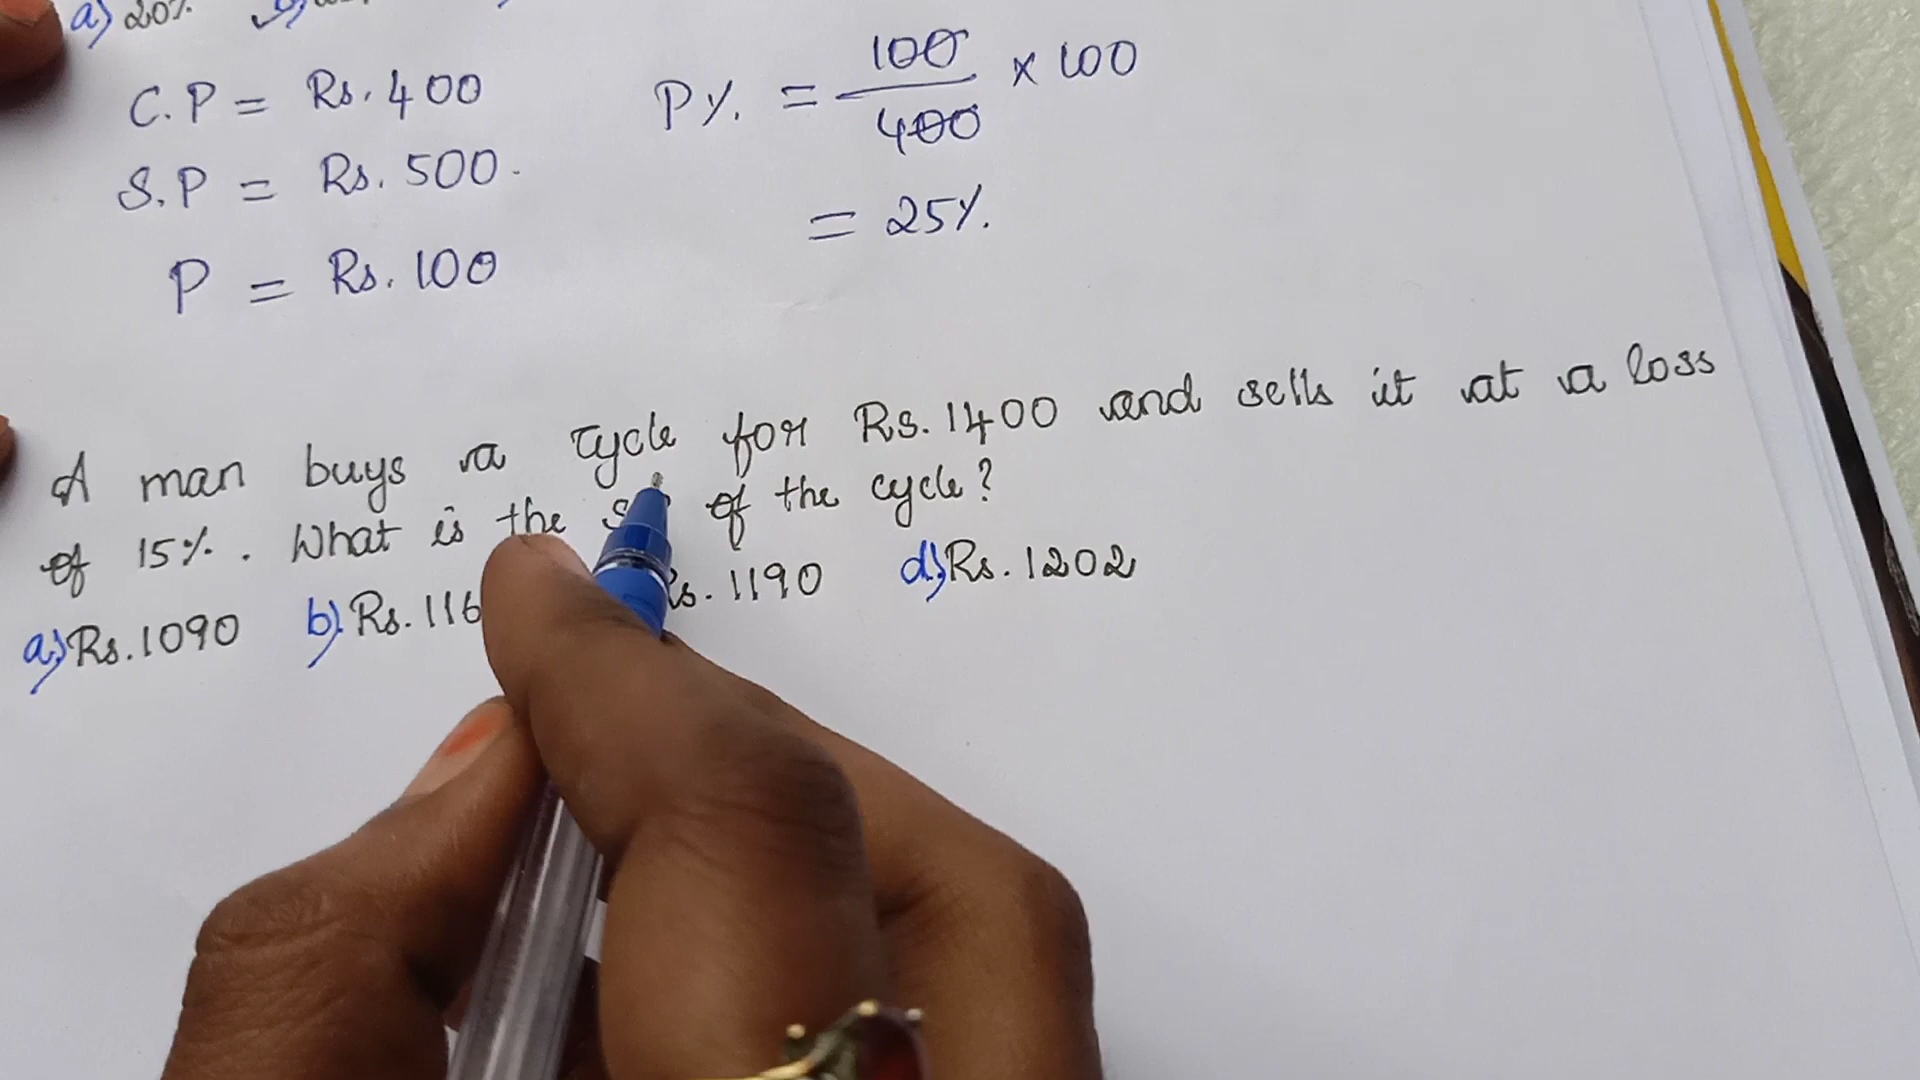 a) 20%
C.P = Rs. 400
S.P = Rs. 500.
P = Rs. 100
P%. = 100/400 × 100
= 25%.
A man buys a cycle for Rs. 1400 and sells it at a loss
of 15%. What is the of the cycle?
a) Rs. 1090 b) Rs. 116 Rs. 1190 d) Rs. 1202